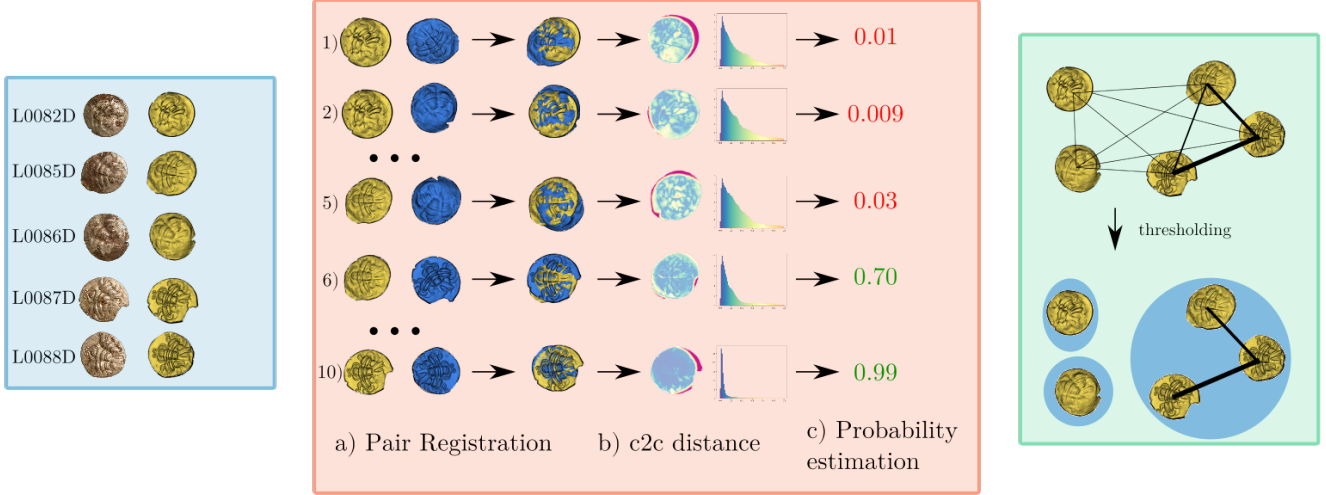 L0082D
L0085D
L0086D
L0087D
L0088D
1)
0.01
2)
0.009
• • •
5)
0.03
6)
0.70
• • •
10)
0.99
a) Pair Registration
b) c2c distance
c) Probability
estimation
thresholding